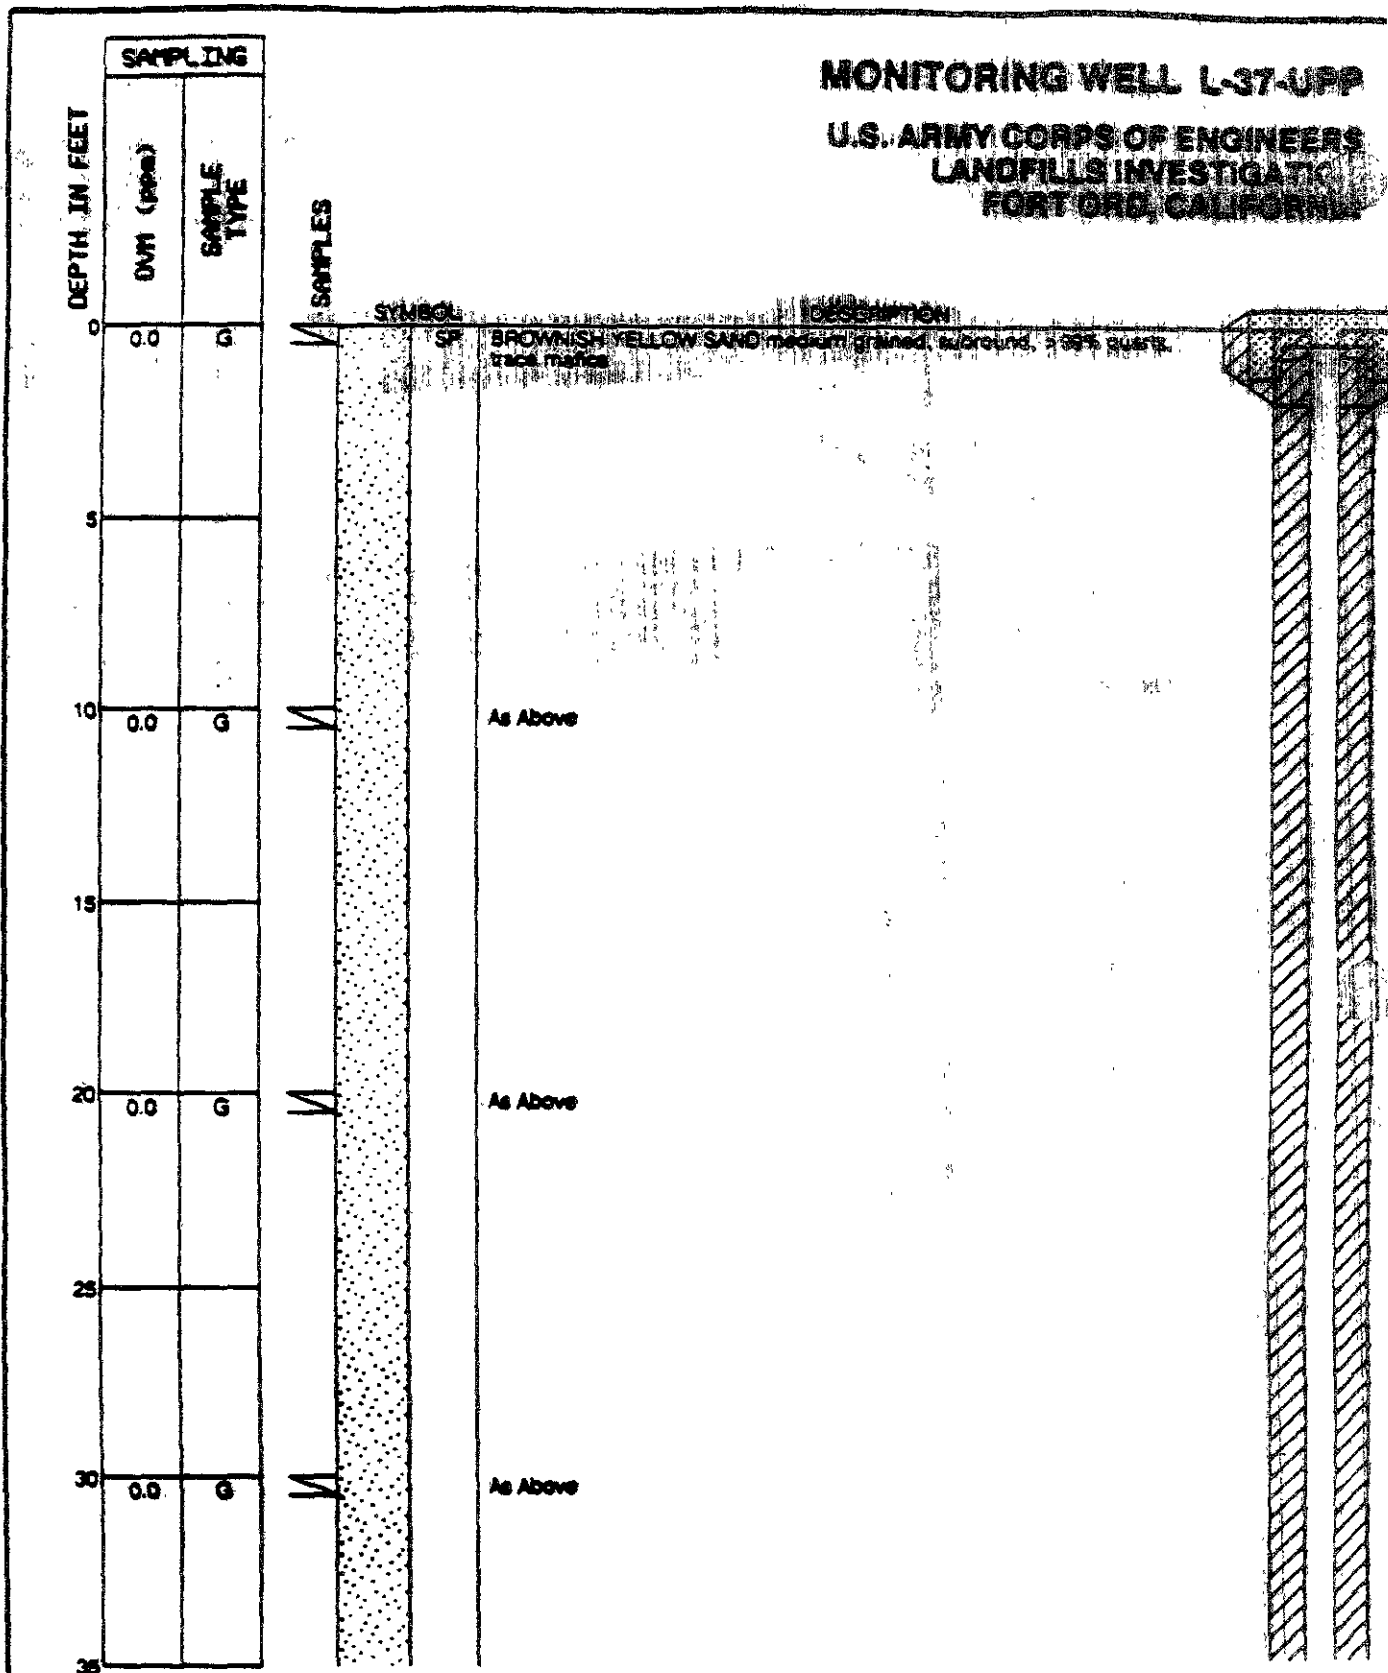 SAMPLING
MONITORING WELL L-37-UPP
U.S. ARMY CORPS OF ENGINEERS
LANDFILLS INVESTIGATI
FORT ORD, CALIFORNIA
DEPTH IN FEET
OVM (ppm)
SAMPLE TYPE
SAMPLES
SYMBOL
DESCRIPTION
0
0.0
G
SP
BROWNISH YELLOW SAND medium grained, subround, quartz,
trace mafics
5
10
0.0
G
As Above
15
20
0.0
G
As Above
25
30
0.0
G
As Above
35